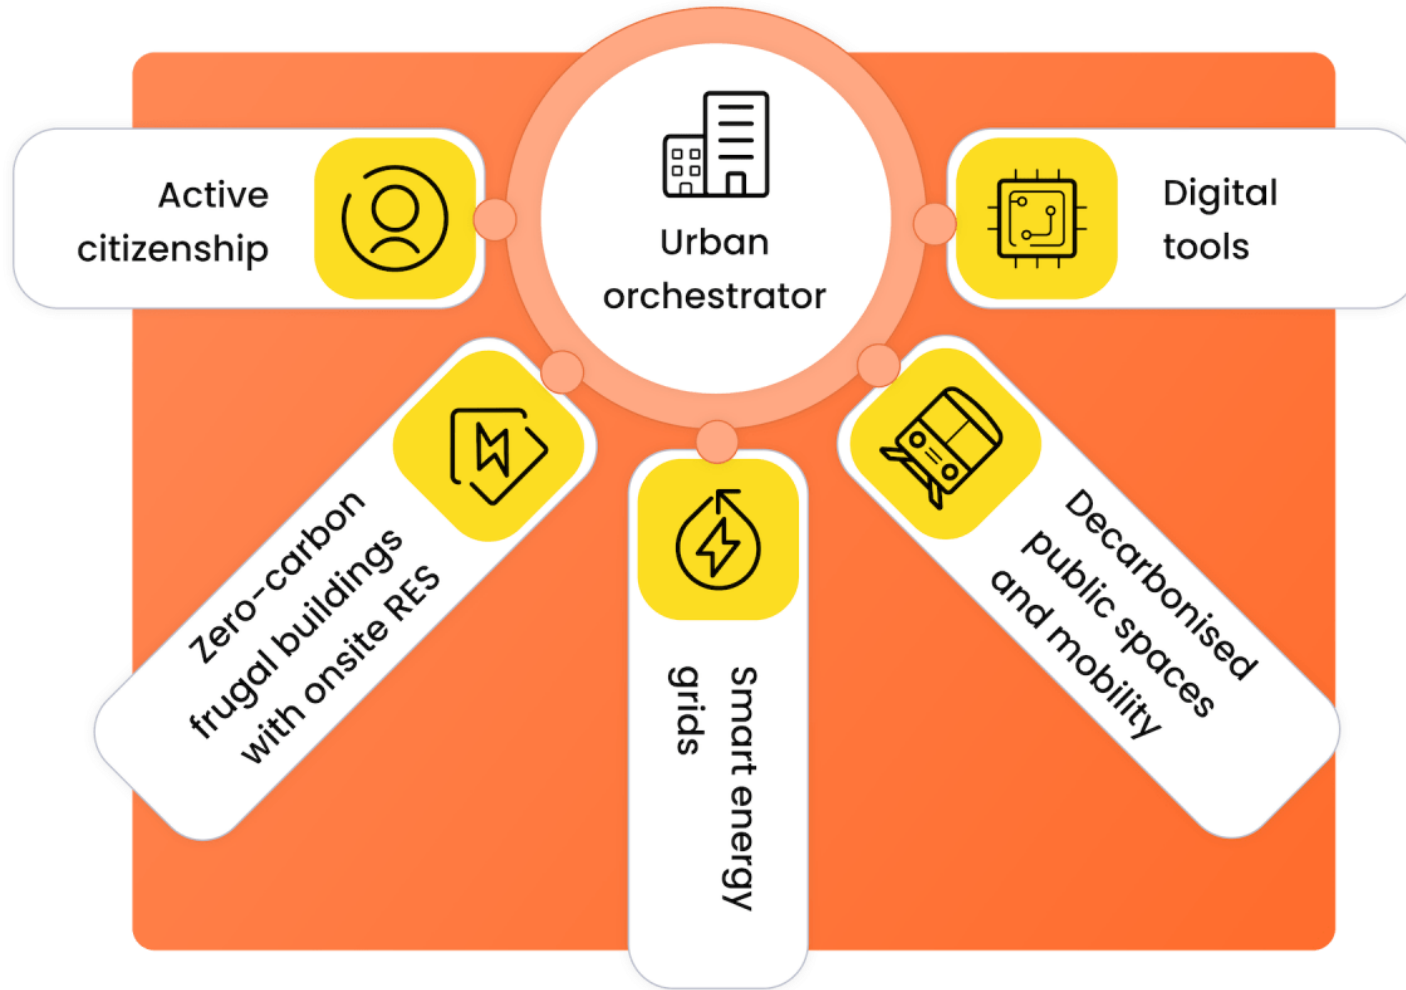 Urban
orchestrator
Active
citizenship
Digital
tools
Zero-carbon
frugal buildings
with onsite RES
Smart energy
grids
Decarbonised
public spaces
and mobility